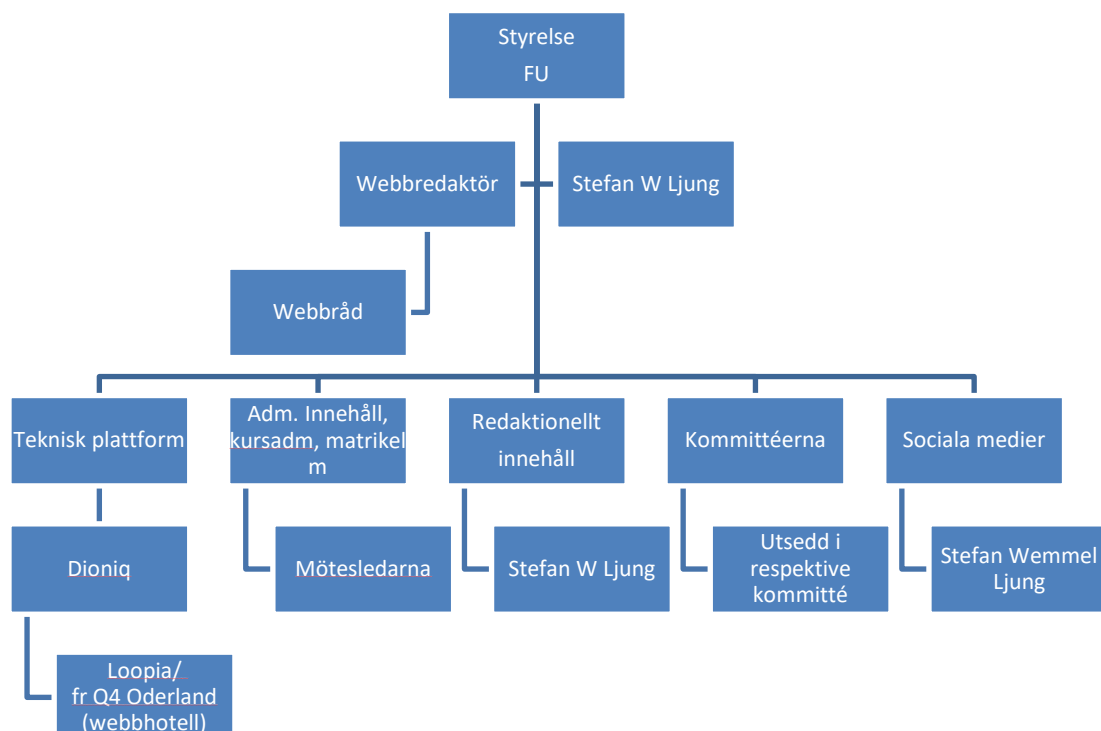 Styrelse
FU
Webbredaktör
Stefan W Ljung
Webbråd
Teknisk plattform
Adm. Innehåll,
kursadm, matrikel
m
Redaktionellt
innehåll
Kommittéerna
Sociala medier
Dioniq
Mötesledarna
Stefan W Ljung
Utsedd i
respektive
kommitté
Stefan Wemmel
Ljung
Loopia/
fr Q4 Oderland
(webbhotell)